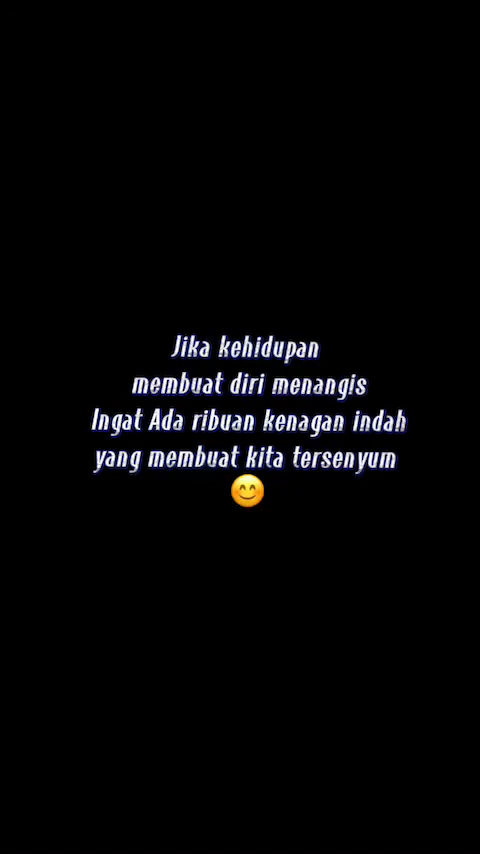 Jika kehidupan
membuat diri menangis
Ingat Ada ribuan kenagan indah
yang membuat kita tersenyum
😊